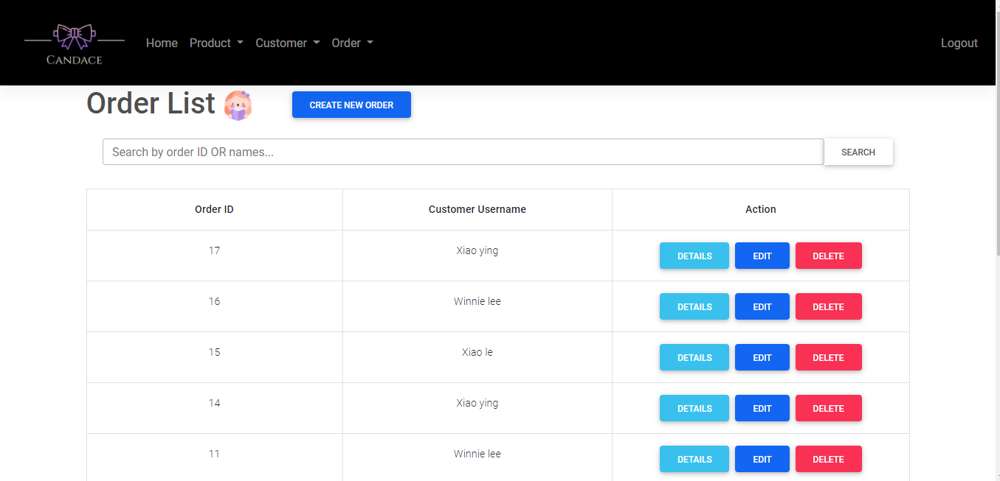 CANDACE
Home Product Customer Order Logout
Order List CREATE NEW ORDER
Search by order ID OR names... SEARCH
Order ID Customer Username Action
17 Xiao ying DETAILS EDIT DELETE
16 Winnie lee DETAILS EDIT DELETE
15 Xiao le DETAILS EDIT DELETE
14 Xiao ying DETAILS EDIT DELETE
11 Winnie lee DETAILS EDIT DELETE